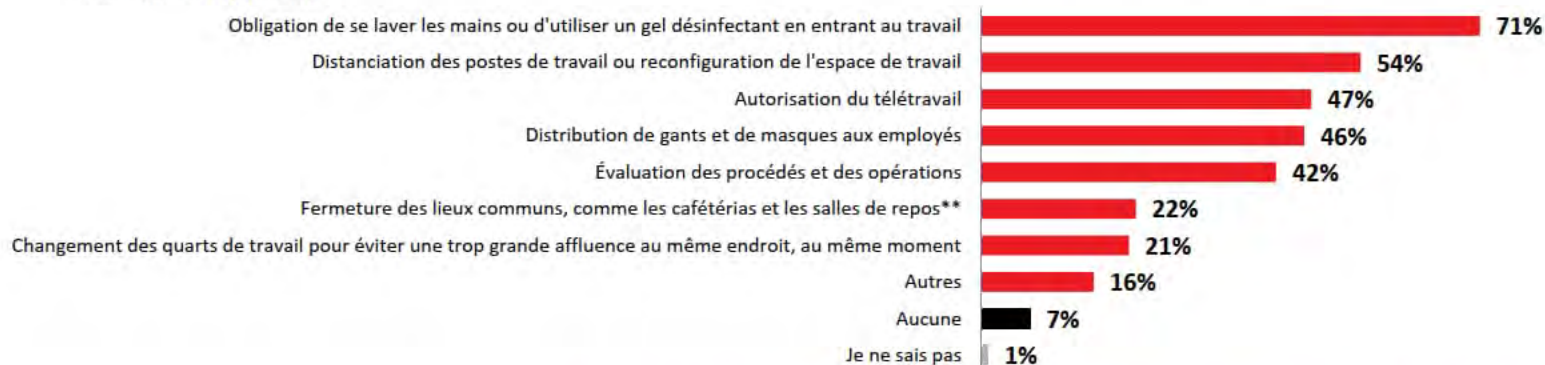 Obligation de se laver les mains ou d'utiliser un gel désinfectant en entrant au travail 71%
Distanciation des postes de travail ou reconfiguration de l'espace de travail 54%
Autorisation du télétravail 47%
Distribution de gants et de masques aux employés 46%
Évaluation des procédés et des opérations 42%
Fermeture des lieux communs, comme les cafétérias et les salles de repos** 22%
Changement des quarts de travail pour éviter une trop grande affluence au même endroit, au même moment 21%
Autres 16%
Aucune 7%
Je ne sais pas 1%